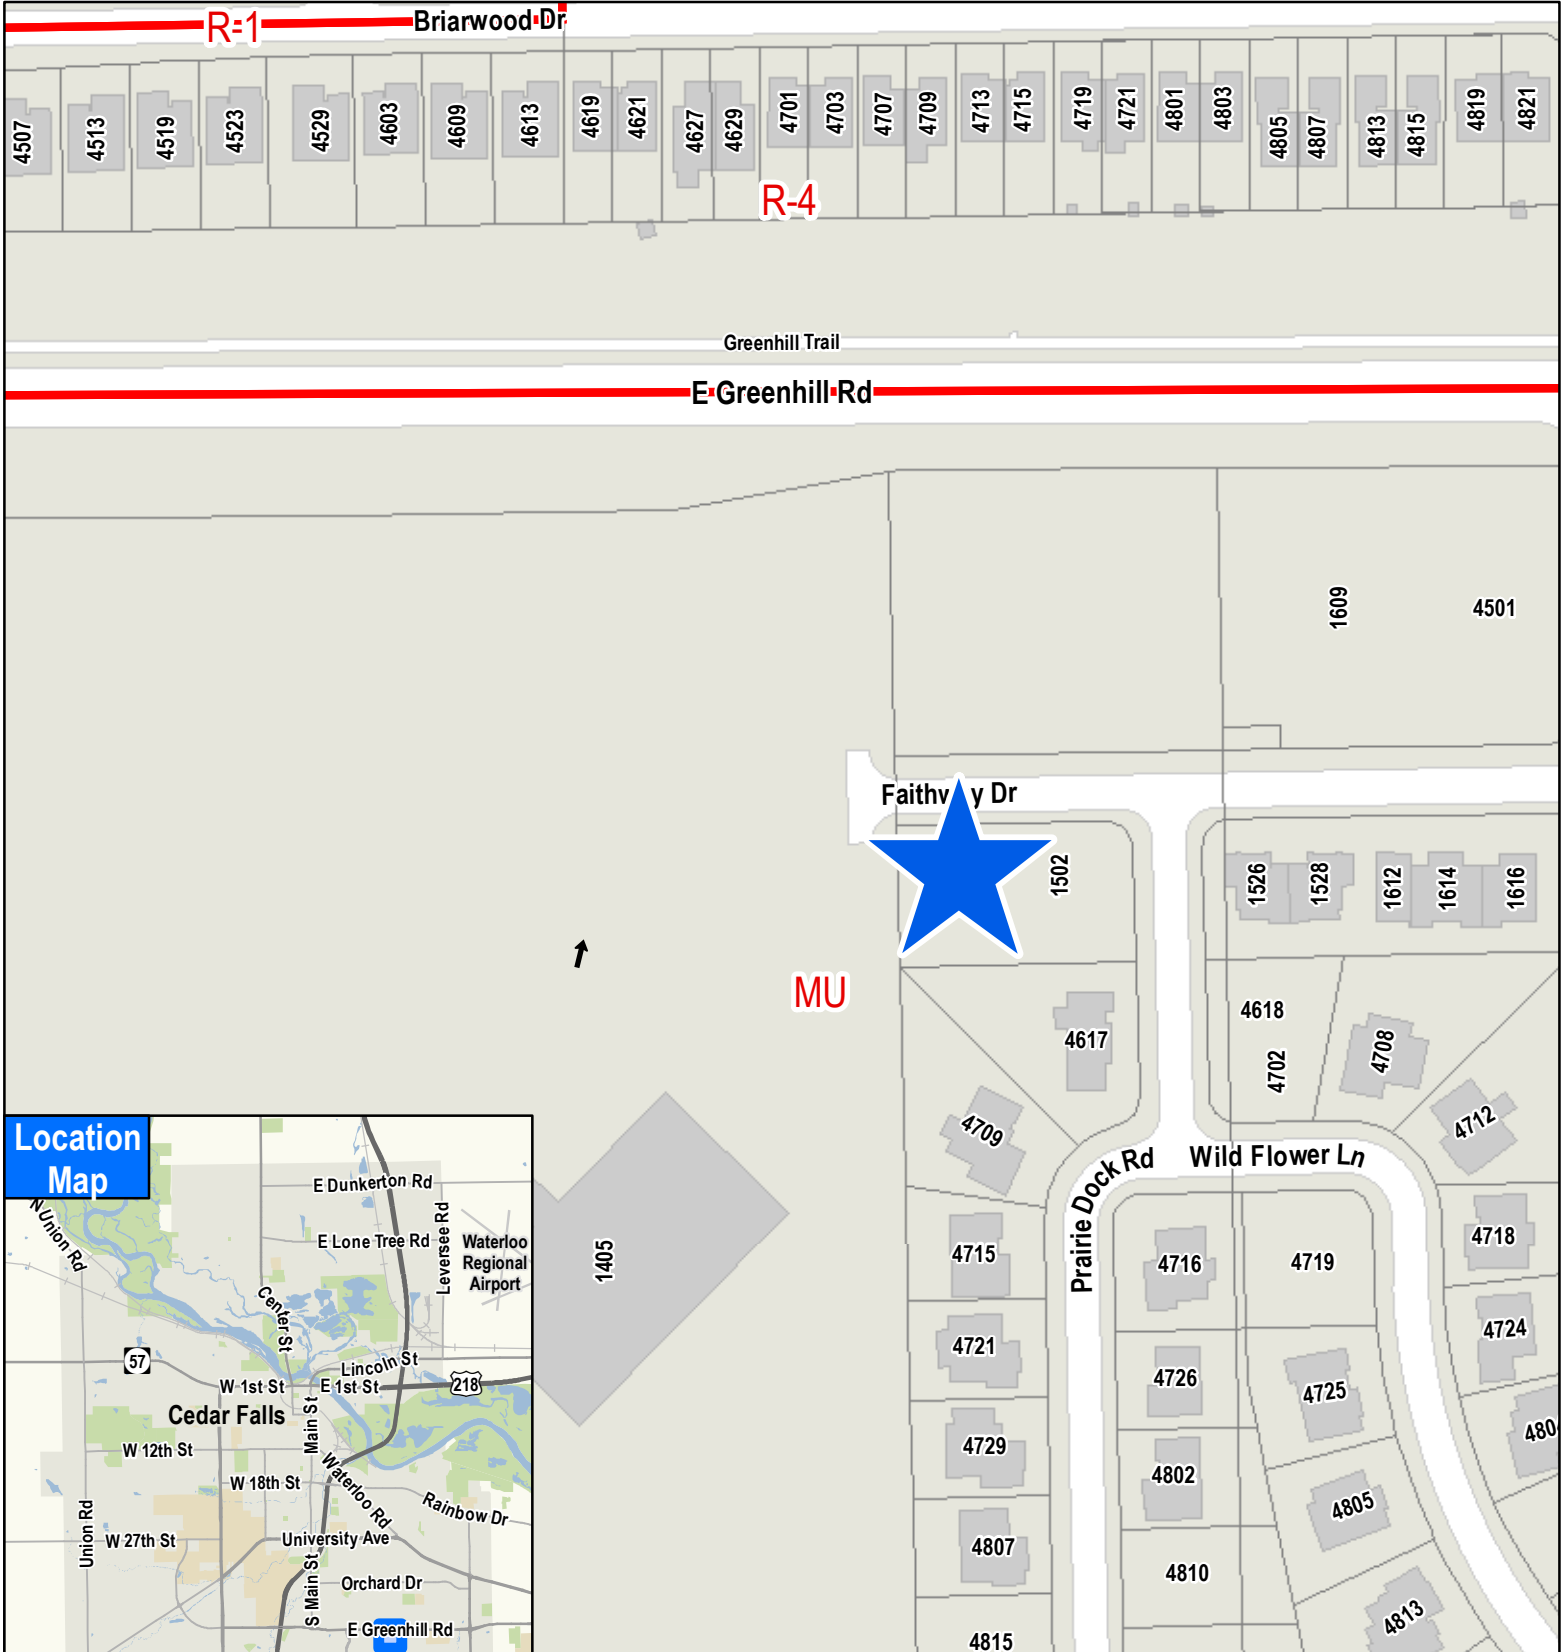 R-1
Briarwood Dr
4507
4513
4519
4523
4529
4603
4609
4613
4619
4621
4627
4629
4701
4703
4707
4709
4713
4715
4719
4721
4801
4803
4805
4807
4813
4815
4819
4821
R-4
Greenhill Trail
E Greenhill Rd
1609
4501
Dr
1502
1526
1528
1612
1614
1616
MU
4617
4618
4702
4708
4709
4712
Prairie Dock Rd
Wild Flower Ln
4715
4716
4719
4718
1405
4721
4726
4725
4724
4729
4802
4805
4807
4810
4813
4815
Location
Map
N Union Rd
E Dunkerton Rd
E Lone Tree Rd
Leversee Rd
Waterloo
Regional
Airport
Center St
57
Lincoln St
W 1st St
E 1st St
218
Cedar Falls
Main St
W 12th St
W 18th St
Waterloo Rd
Rainbow Dr
Union Rd
W 27th St
University Ave
S Main St
Orchard Dr
E Greenhill Rd